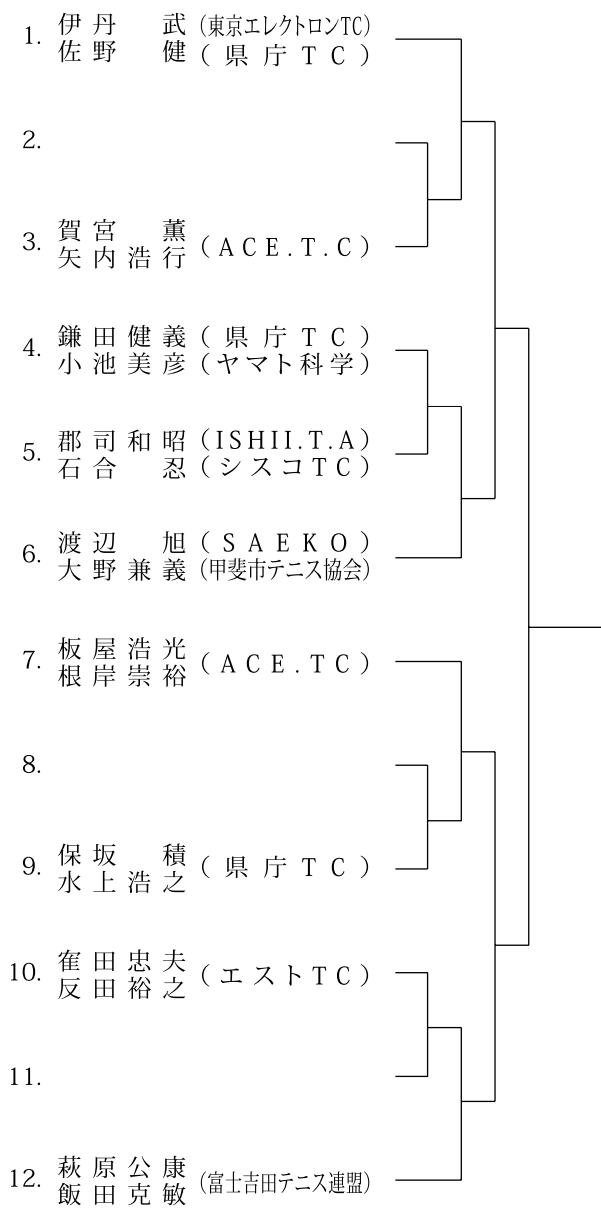 1. 伊丹 武 (東京エレクトロンTC)
佐野 健 (県庁TC)
2.
3. 賀宮 薫
矢内浩行 (ACE.T.C)
4. 鎌田健義 (県庁TC)
小池美彦 (ヤマト科学)
5. 郡司和昭 (ISHII.T.A)
石合 忍 (シスコTC)
6. 渡辺 旭 (SAEKO)
大野兼義 (甲斐市テニス協会)
7. 板屋浩光
根岸崇裕 (ACE.TC)
8.
9. 保坂 積
水上浩之 (県庁TC)
10. 隺田忠夫
反田裕之 (エストTC)
11.
12. 萩原公康
飯田克敏 (富士吉田テニス連盟)